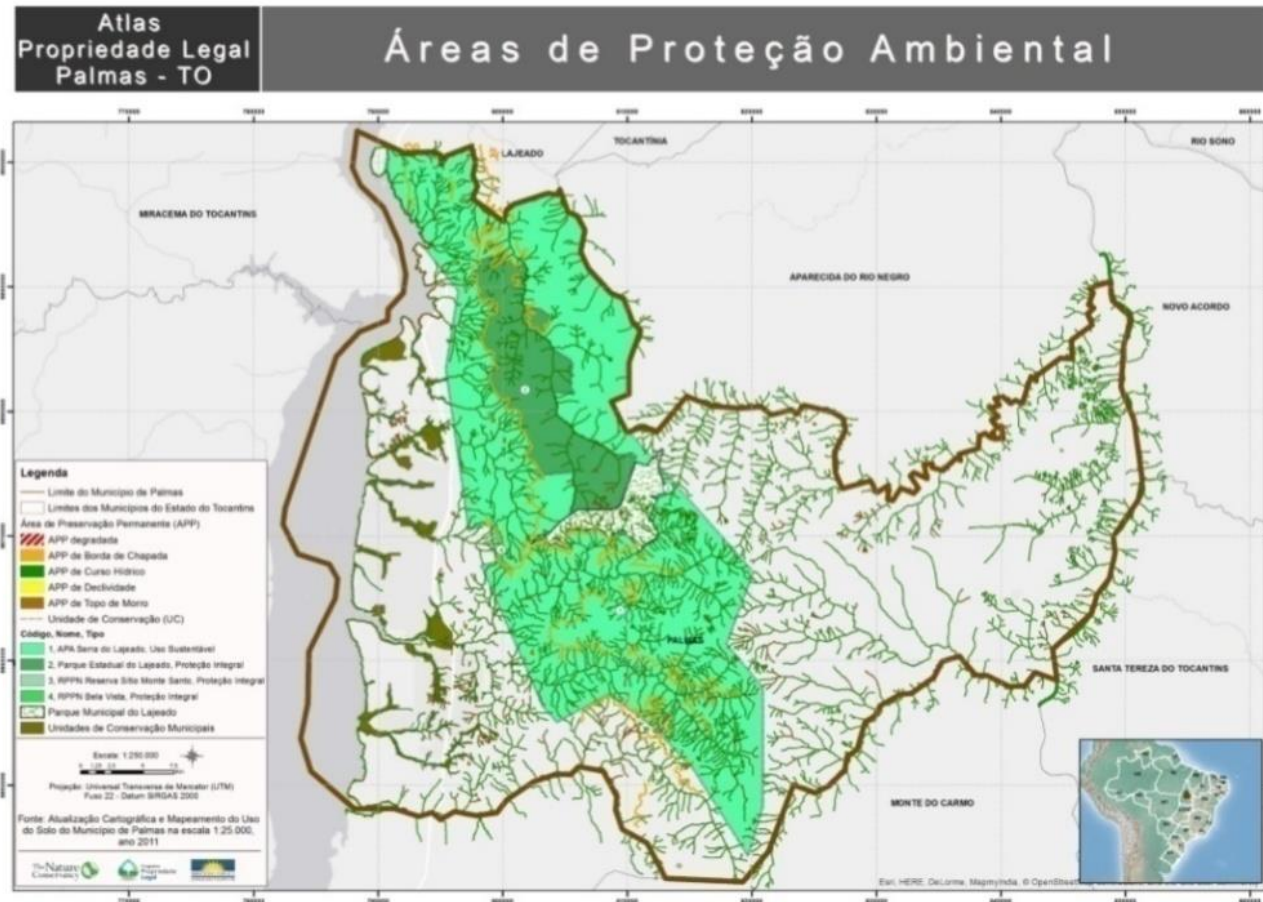 Atlas
Propriedade Legal
Palmas - TO
Áreas de Proteção Ambiental
LAJEADO
TOCANTÍNIA
RIO SONO
MIRACEMA DO TOCANTINS
APARECIDA DO RIO NEGRO
NOVO ACORDO
PALMAS
SANTA TEREZA DO TOCANTINS
MONTE DO CARMO
Legenda
Limite do Município de Palmas
Limites dos Municípios do Estado do Tocantins
Área de Preservação Permanente (APP)
APP degradada
APP de Borda de Chapada
APP de Curso Hídrico
APP de Declividade
APP de Topo de Morro
Unidade de Conservação (UC)
Código, Nome, Tipo
1. APA Serra do Lajeado, Uso Sustentável
2. Parque Estadual do Lajeado, Proteção Integral
3. RPPN Reserva Sítio Monte Santo, Proteção Integral
4. RPPN Bela Vista, Proteção Integral
Parque Municipal do Lajeado
Unidades de Conservação Municipais
Escala: 1:250.000
Projeção: Universal Transversa de Mercator (UTM)
Fuso 22 - Datum SIRGAS 2000
Fonte: Atualização Cartográfica e Mapeamento do Uso
do Solo do Município de Palmas na escala 1:25.000,
ano 2011
The Nature
Conservancy
Propriedade
Legal
Esri, HERE, DeLorme, MapmyIndia, © OpenStreet